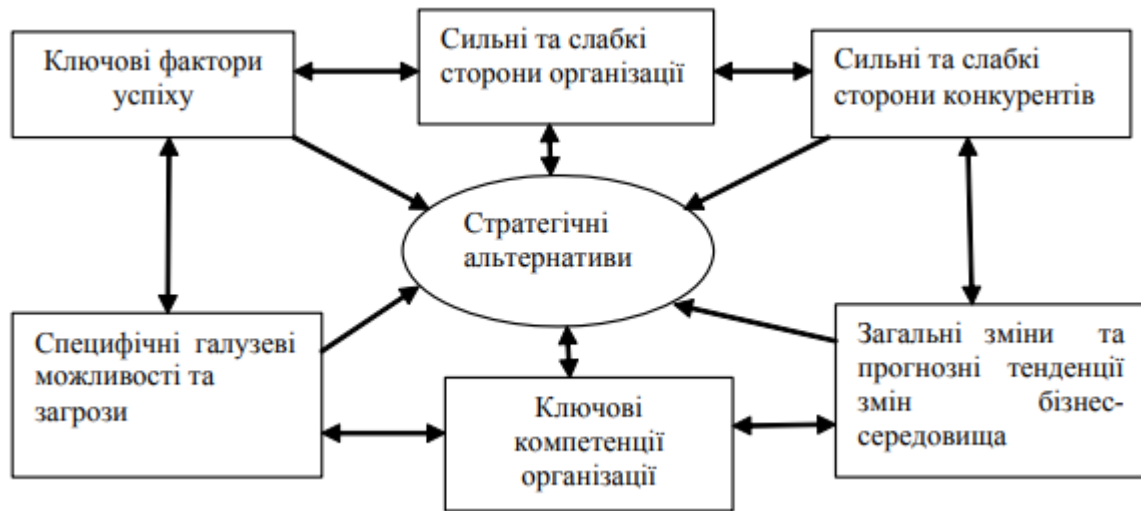 Ключові фактори
успіху
Сильні та слабкі
сторони організації
Сильні та слабкі
сторони конкурентів
Стратегічні
альтернативи
Специфічні галузеві
можливості та
загрози
Ключові
компетенції
організації
Загальні зміни та
прогнозні тенденції
змін бізнес-
середовища